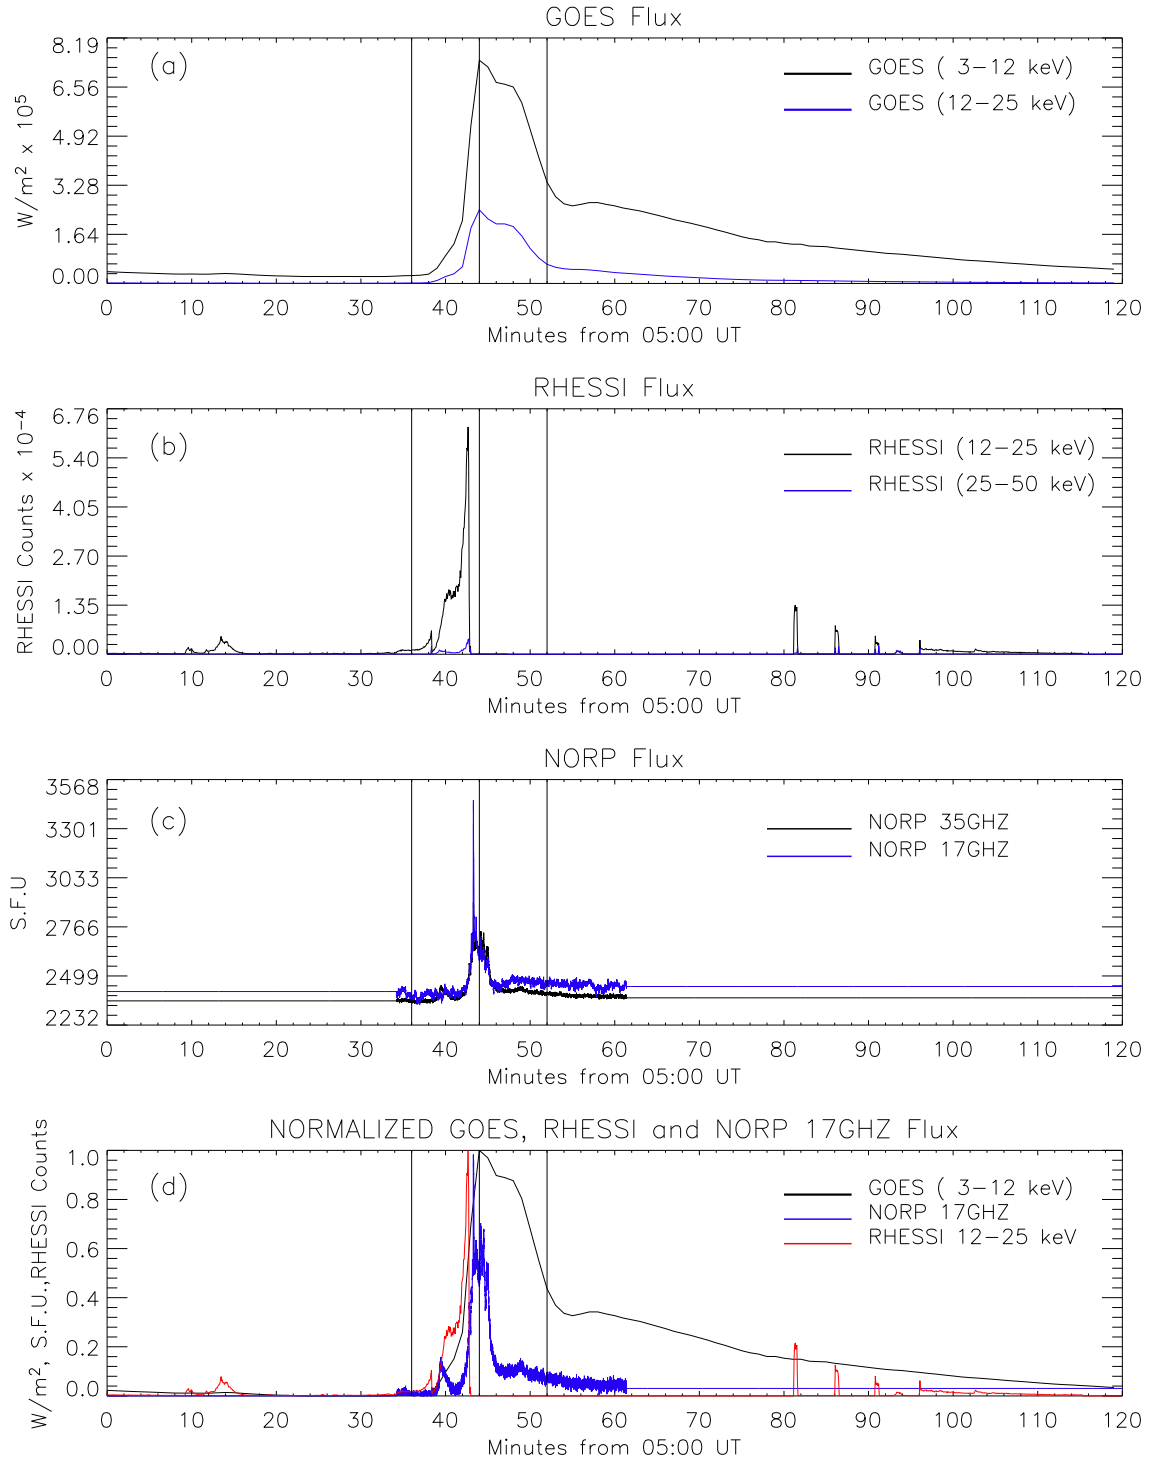 GOES Flux
(a)
GOES ( 3-12 keV)
GOES (12-25 keV)
W/m² x 10⁵
8.19
6.56
4.92
3.28
1.64
0.00
0 10 20 30 40 50 60 70 80 90 100 110 120
Minutes from 05:00 UT
RHESSI Flux
(b)
RHESSI (12-25 keV)
RHESSI (25-50 keV)
RHESSI Counts x 10⁻⁴
6.76
5.40
4.05
2.70
1.35
0.00
0 10 20 30 40 50 60 70 80 90 100 110 120
Minutes from 05:00 UT
NORP Flux
(c)
NORP 35GHZ
NORP 17GHZ
S.F.U
3568
3301
3033
2766
2499
2232
0 10 20 30 40 50 60 70 80 90 100 110 120
Minutes from 05:00 UT
NORMALIZED GOES, RHESSI and NORP 17GHZ Flux
(d)
GOES ( 3-12 keV)
NORP 17GHZ
RHESSI 12-25 keV
W/m², S.F.U.,RHESSI Counts
1.0
0.8
0.6
0.4
0.2
0.0
0 10 20 30 40 50 60 70 80 90 100 110 120
Minutes from 05:00 UT